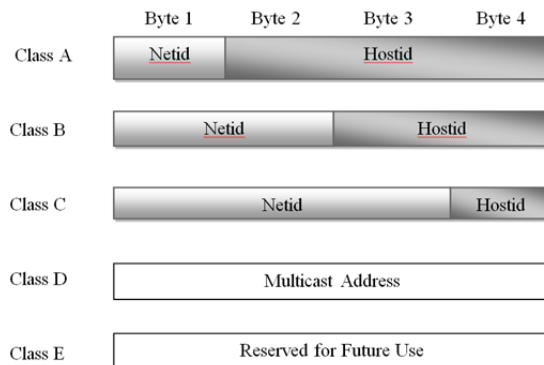 Byte 1 Byte 2 Byte 3 Byte 4
Class A Netid Hostid
Class B Netid Hostid
Class C Netid Hostid
Class D Multicast Address
Class E Reserved for Future Use